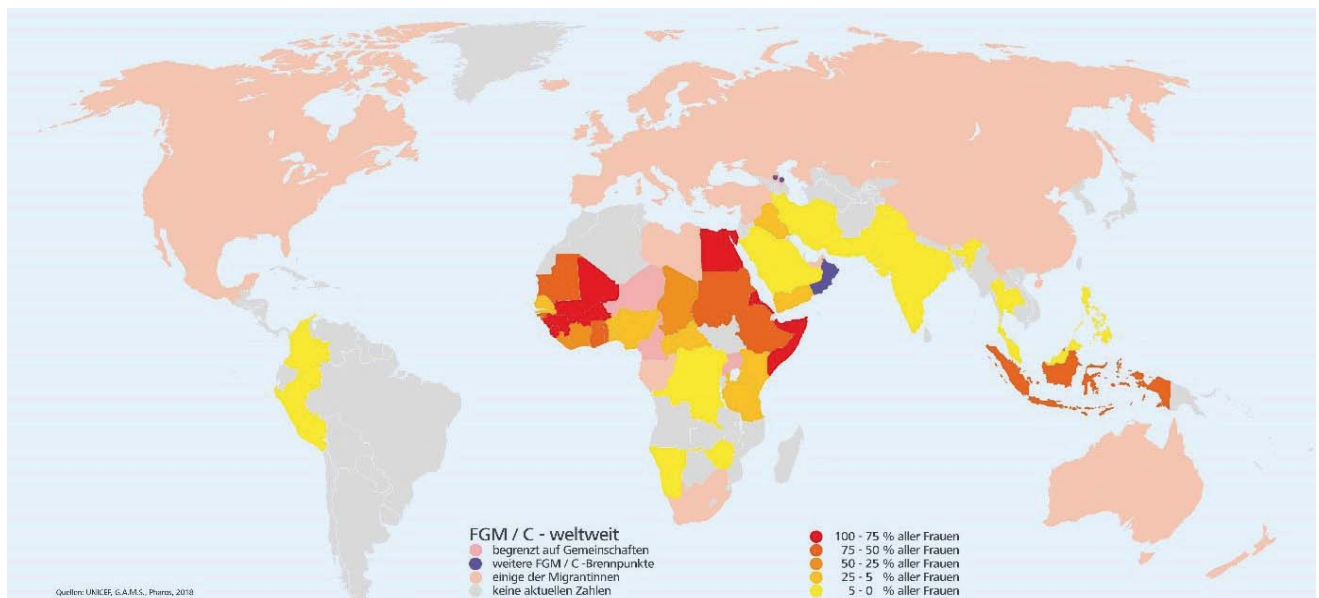 FGM / C - weltweit
begrenzt auf Gemeinschaften
weitere FGM / C -Brennpunkte
einige der Migrantinnen
keine aktuellen Zahlen
100 - 75 % aller Frauen
75 - 50 % aller Frauen
50 - 25 % aller Frauen
25 - 5 % aller Frauen
5 - 0 % aller Frauen
Quellen: UNICEF, G.A.M.S., Pharos, 2018